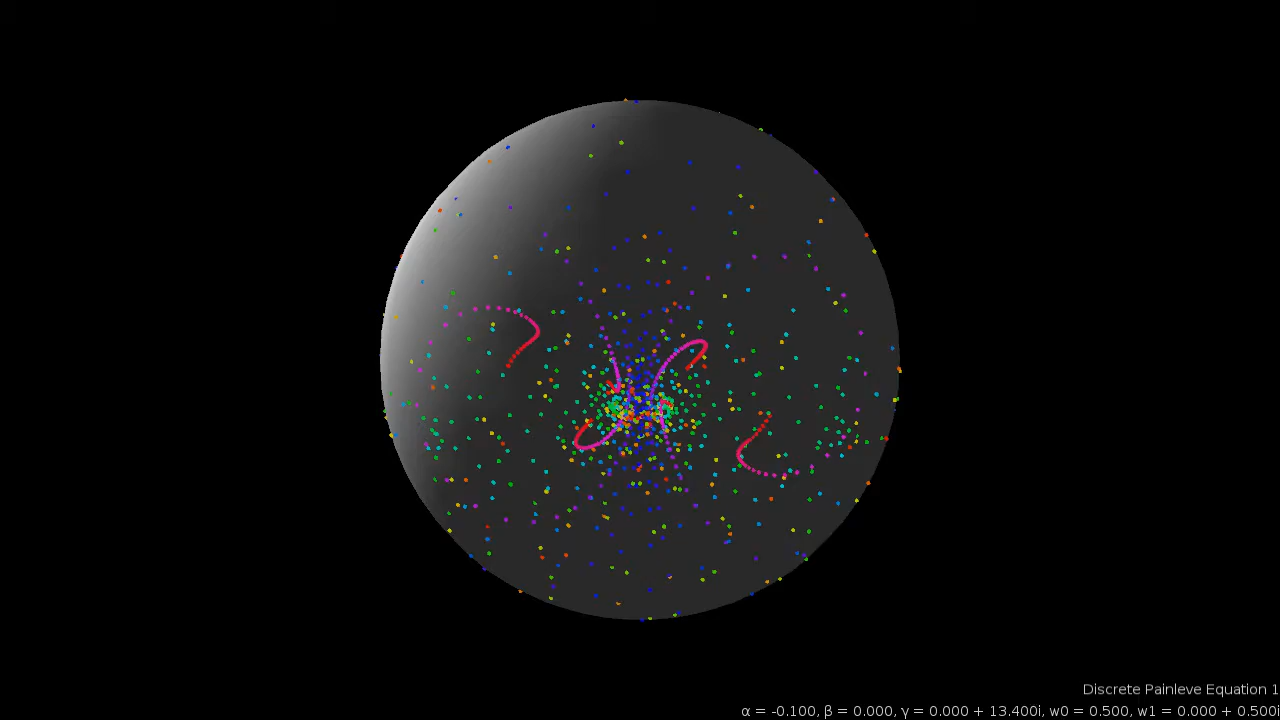 Discrete Painleve Equation 1
α = -0.100, β = 0.000, γ = 0.000 + 13.400i, w0 = 0.500, w1 = 0.000 + 0.500i